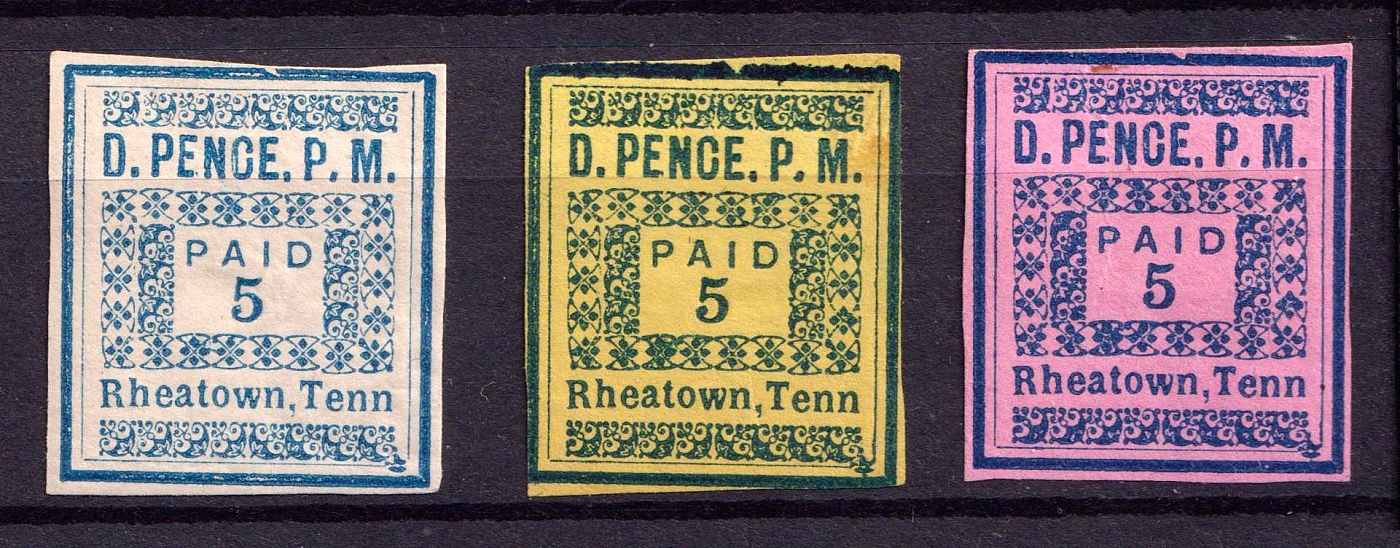 D. PENCE, P. M.
PAID
5
Rheatown, Tenn
D. PENCE, P. M.
PAID
5
Rheatown, Tenn
D. PENCE, P. M.
PAID
5
Rheatown, Tenn